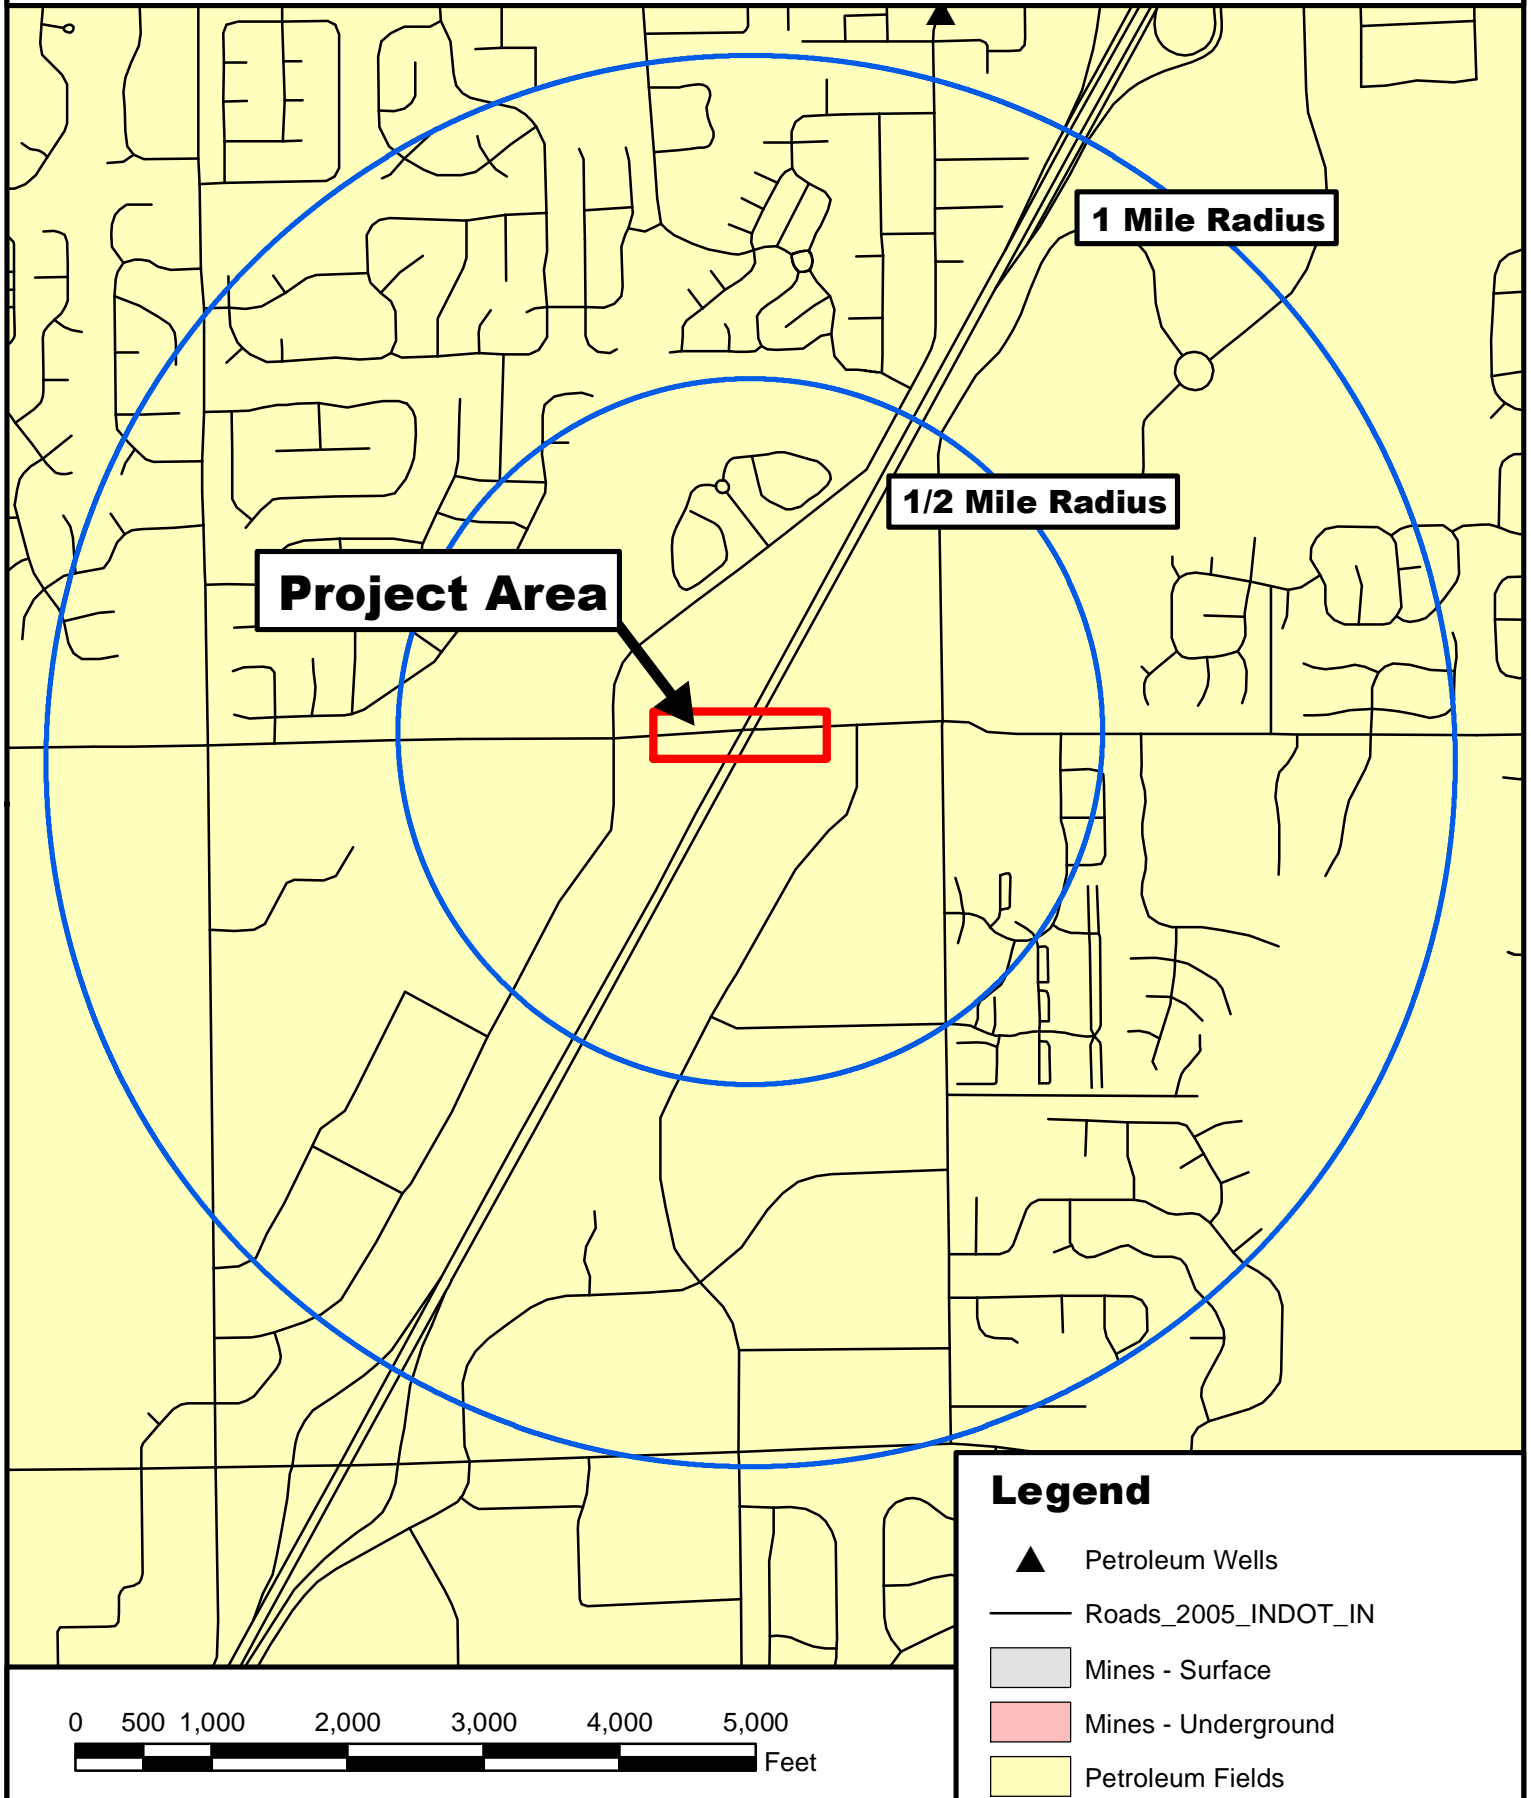 1 Mile Radius
1/2 Mile Radius
Project Area
Legend
Petroleum Wells
Roads_2005_INDOT_IN
Mines - Surface
Mines - Underground
Petroleum Fields
0 500 1,000 2,000 3,000 4,000 5,000
Feet